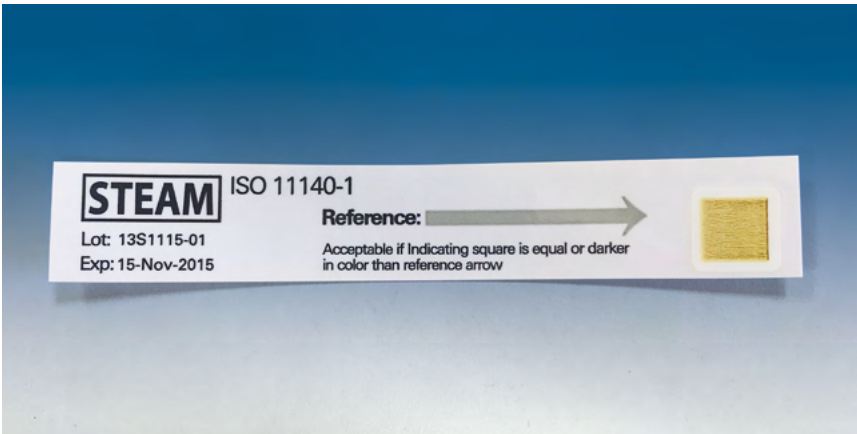 STEAM ISO 11140-1
Reference:
Lot: 13S1115-01
Exp: 15-Nov-2015
Acceptable if Indicating square is equal or darker
in color than reference arrow